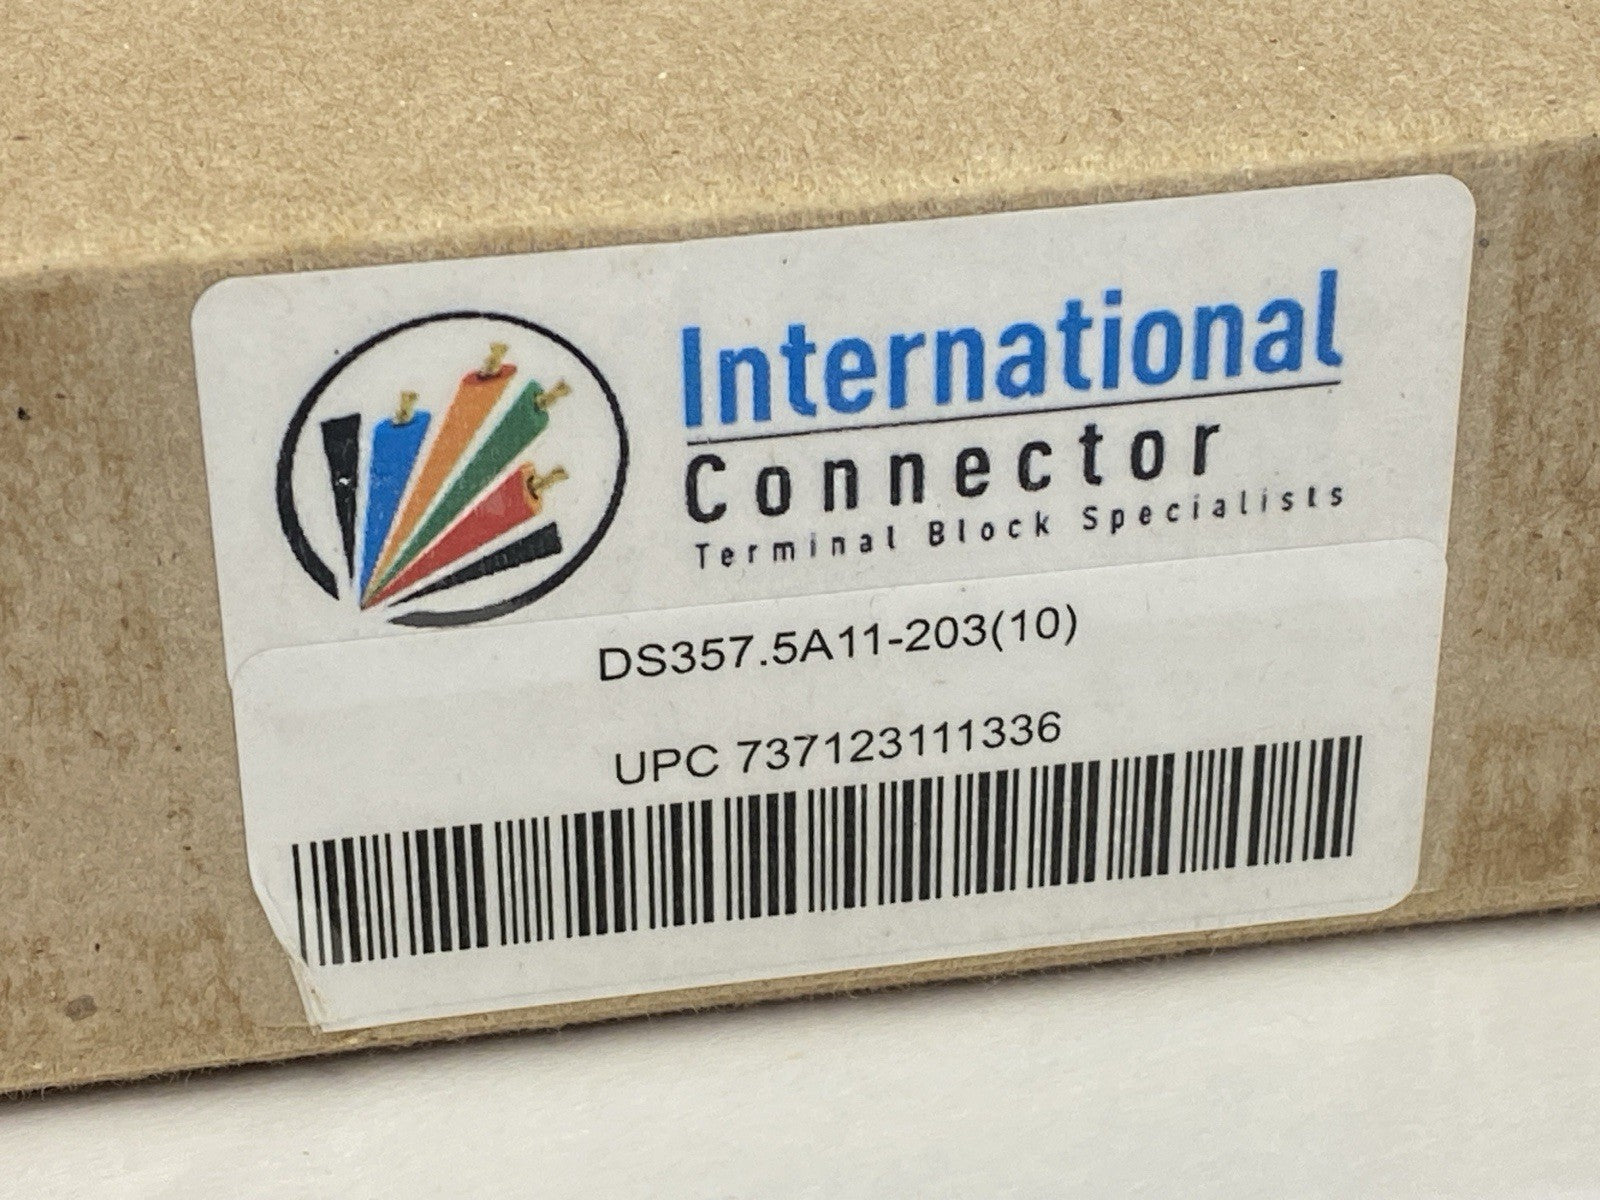 International
Connector
Terminal Block Specialists
DS357.5A11-203(10)
UPC 737123111336